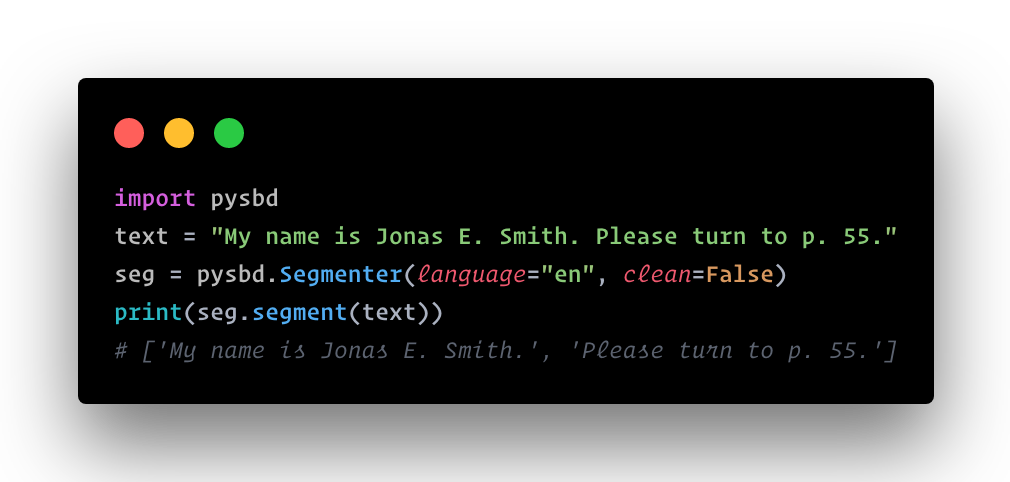 import pysbd
text = "My name is Jonas E. Smith. Please turn to p. 55."
seg = pysbd.Segmenter(language="en", clean=False)
print(seg.segment(text))
# ['My name is Jonas E. Smith.', 'Please turn to p. 55.']